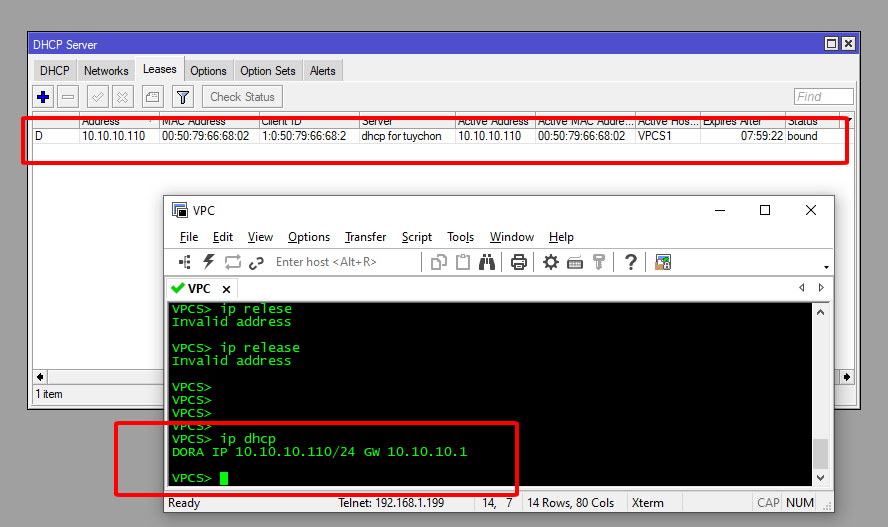 DHCP Server
DHCP Networks Leases Options Option Sets Alerts
Check Status Find
Address MAC Address Client ID Server Active Address Active MAC Addre... Active Hos... Expires After Status
D 10.10.10.110 00:50:79:66:68:02 1:0:50:79:66:68:2 dhcp for tuychon 10.10.10.110 00:50:79:66:68:02 VPCS1 07:59:22 bound
VPC
File Edit View Options Transfer Script Tools Window Help
Enter host <Alt+R>
VPC
VPCS> ip relese
Invalid address
VPCS> ip release
Invalid address
VPCS>
VPCS>
VPCS>
VPCS>
VPCS> ip dhcp
DORA IP 10.10.10.110/24 GW 10.10.10.1
VPCS>
1 item
Ready Telnet: 192.168.1.199 14, 7 14 Rows, 80 Cols Xterm CAP NUM